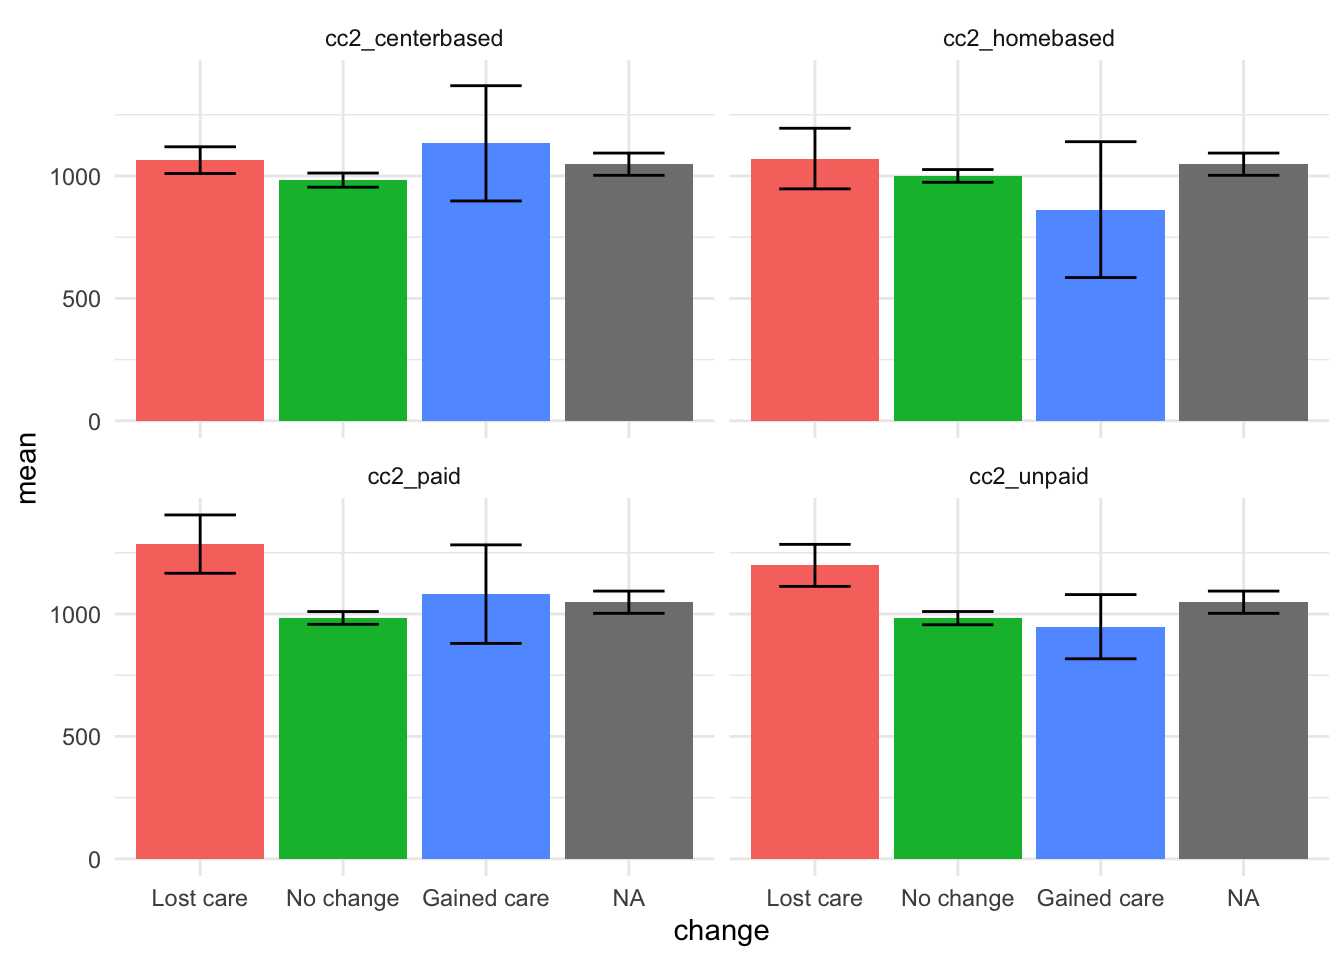 cc2_centerbased
cc2_homebased
1000
500
0
cc2_paid
cc2_unpaid
1000
500
0
mean
Lost care
No change
Gained care
NA
Lost care
No change
Gained care
NA
change